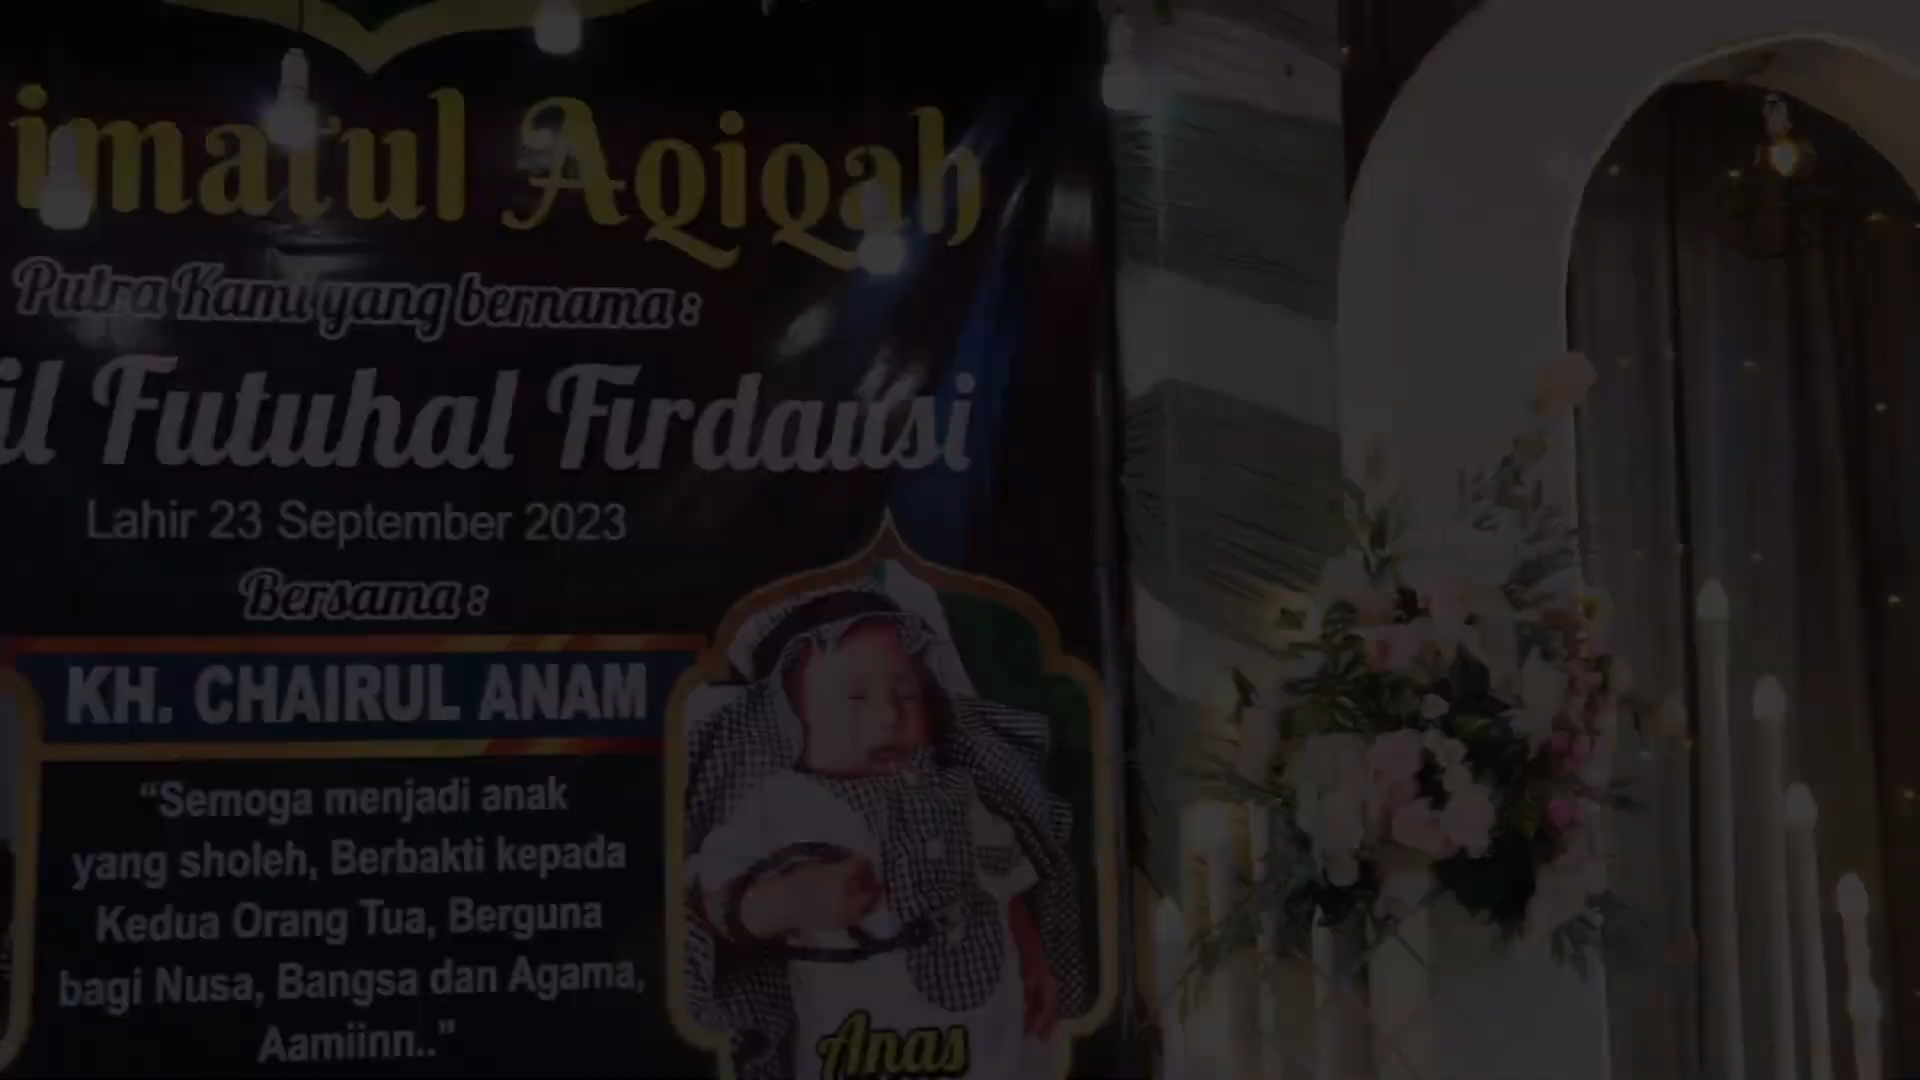 imatul Aqiqah
Putra Kami yang bernama :
il Futuhal Firdausi
Lahir 23 September 2023
Bersama :
KH. CHAIRUL ANAM
“Semoga menjadi anak
yang sholeh, Berbakti kepada
Kedua Orang Tua, Berguna
bagi Nusa, Bangsa dan Agama,
Aamiinn.."
Anas